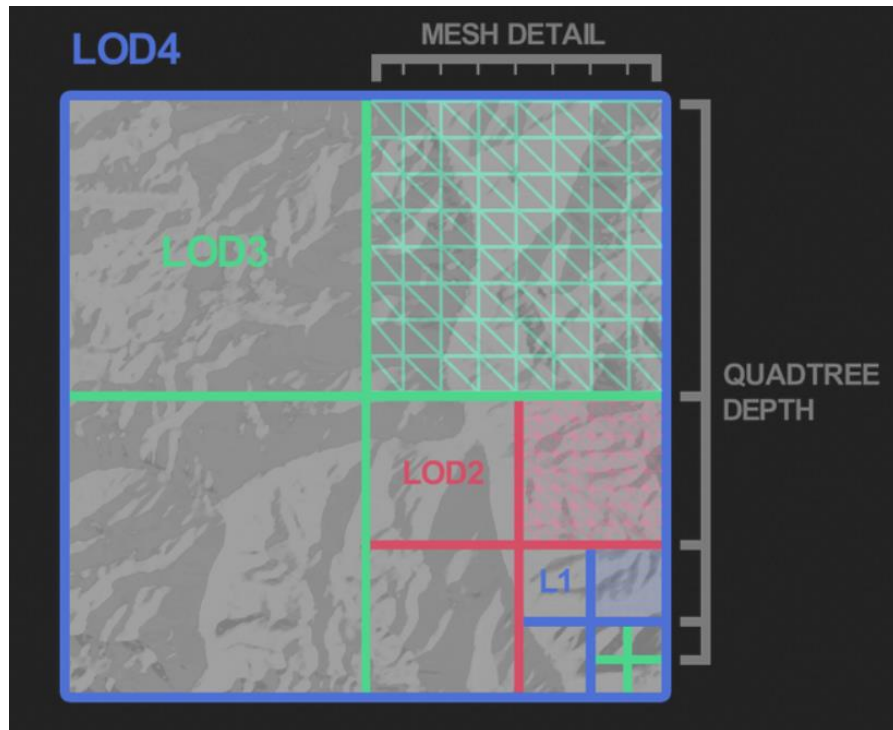 LOD4
MESH DETAIL
LOD3
QUADTREE
DEPTH
LOD2
L1